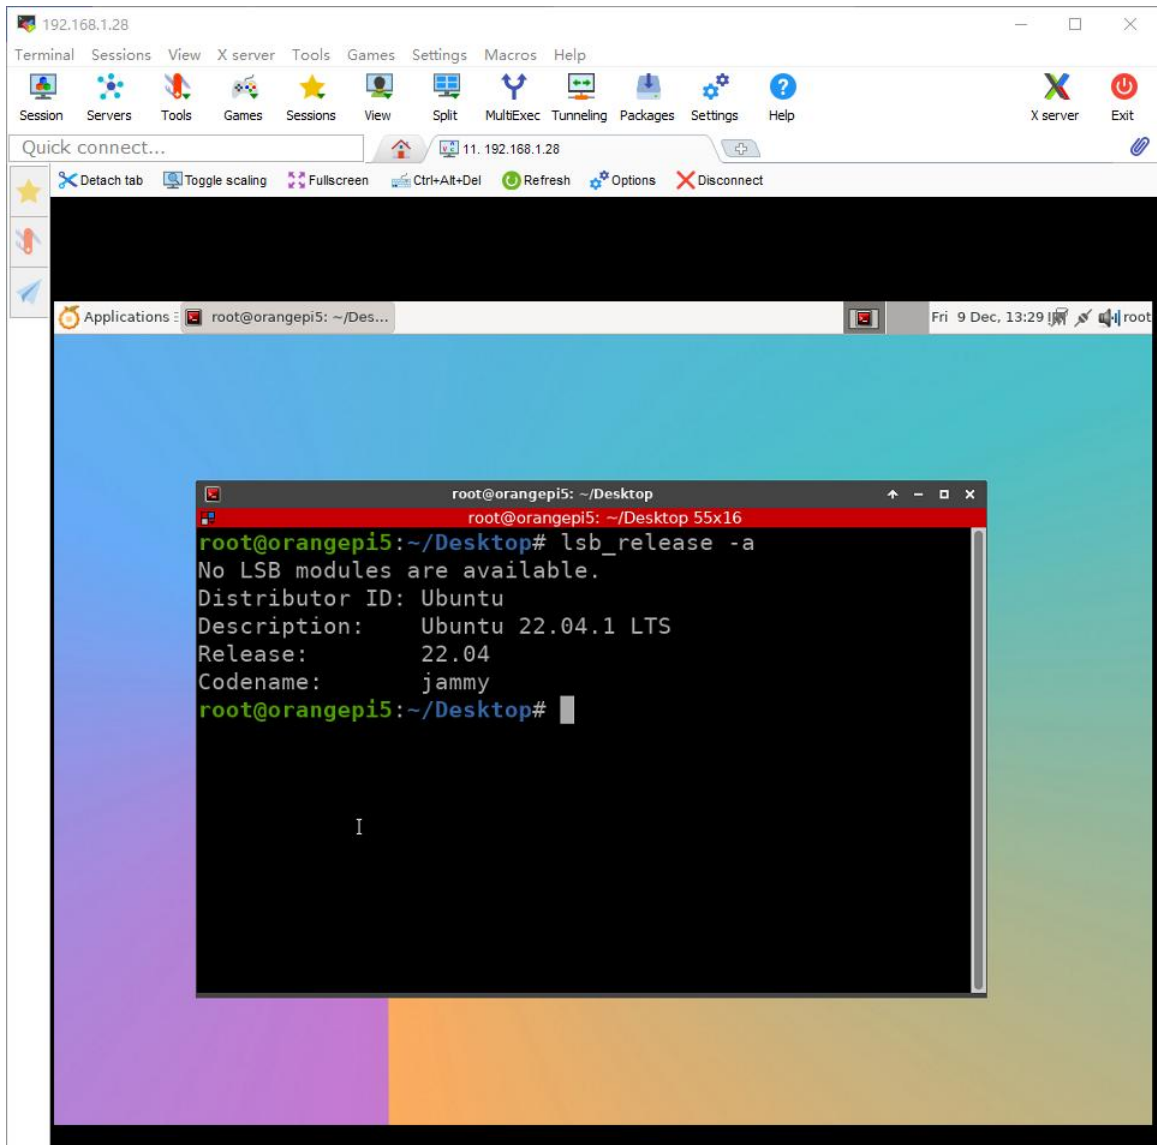 192.168.1.28
Terminal Sessions View X server Tools Games Settings Macros Help
Session Servers Tools Games Sessions View Split MultiExec Tunneling Packages Settings Help X server Exit
Quick connect... 11. 192.168.1.28
Detach tab Toggle scaling Fullscreen Ctrl+Alt+Del Refresh Options Disconnect
Applications root@orangepi5: ~/Des... Fri 9 Dec, 13:29 root
root@orangepi5: ~/Desktop
root@orangepi5: ~/Desktop 55x16
root@orangepi5:~/Desktop# lsb_release -a
No LSB modules are available.
Distributor ID: Ubuntu
Description: Ubuntu 22.04.1 LTS
Release: 22.04
Codename: jammy
root@orangepi5:~/Desktop#